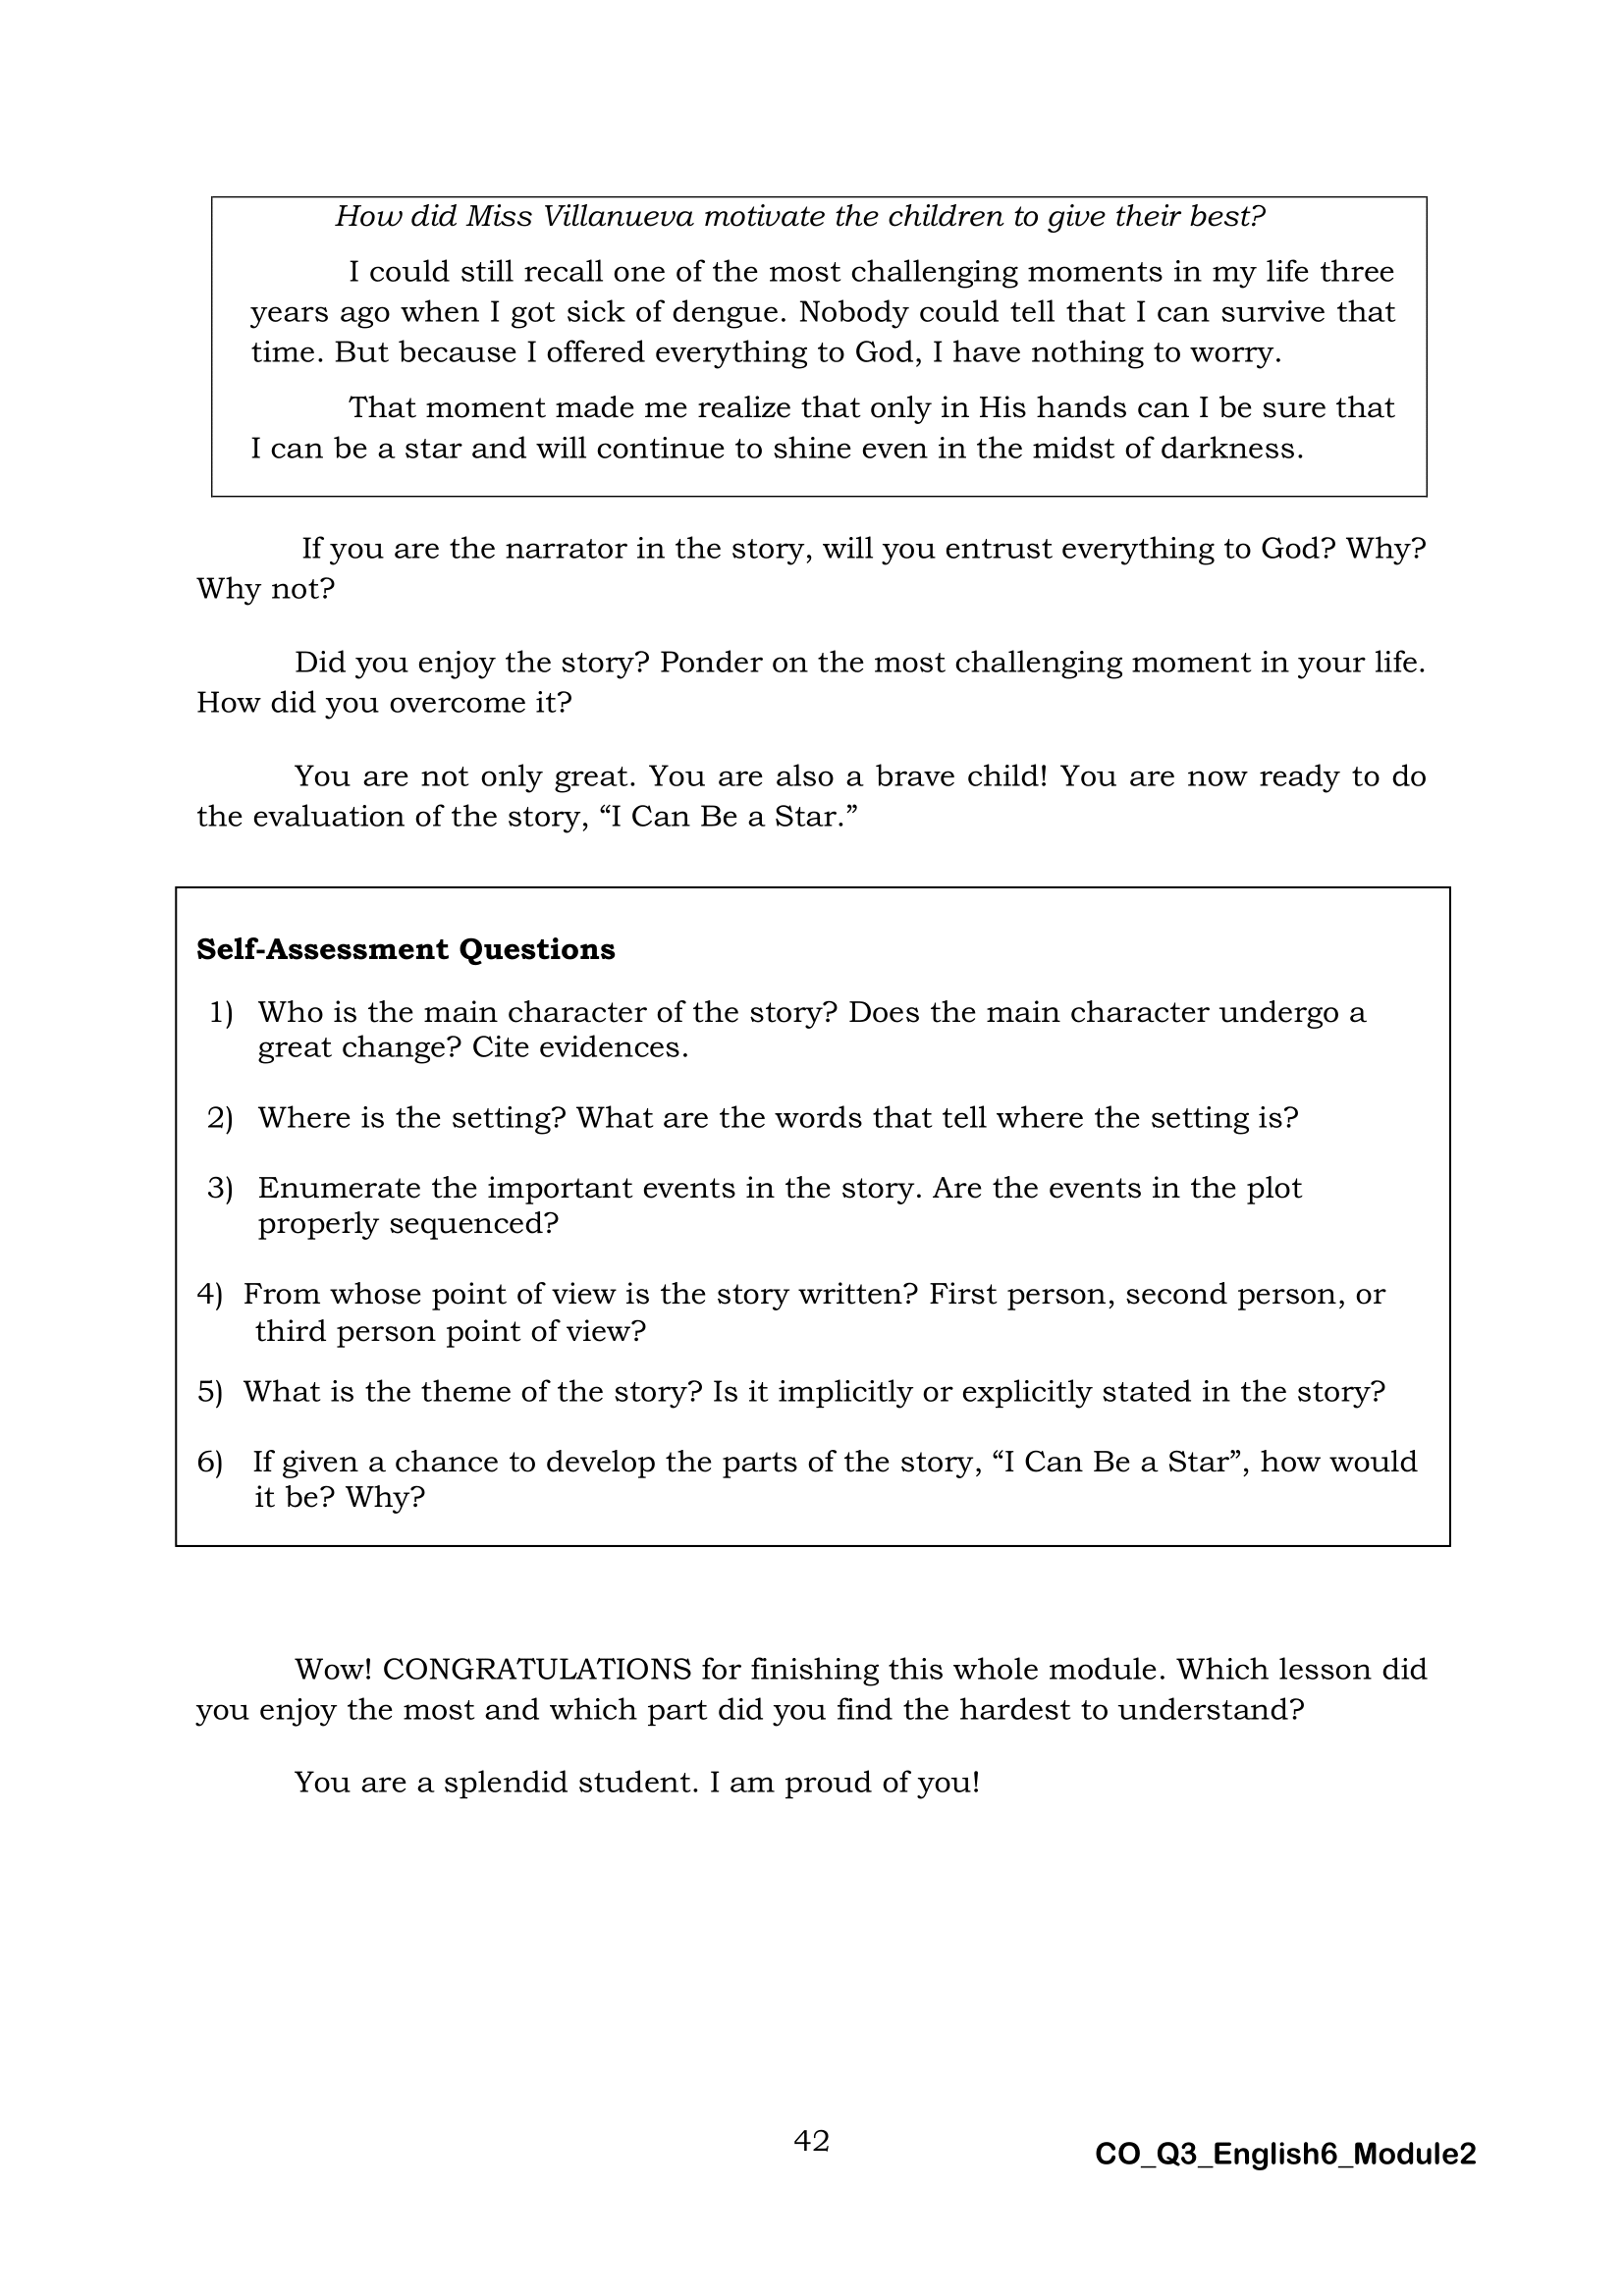 How did Miss Villanueva motivate the children to give their best?
I could still recall one of the most challenging moments in my life three
years ago when I got sick of dengue. Nobody could tell that I can survive that
time. But because I offered everything to God, I have nothing to worry.
That moment made me realize that only in His hands can I be sure that
I can be a star and will continue to shine even in the midst of darkness.
If you are the narrator in the story, will you entrust everything to God? Why?
Why not?
Did you enjoy the story? Ponder on the most challenging moment in your life.
How did you overcome it?
You are not only great. You are also a brave child! You are now ready to do
the evaluation of the story, “I Can Be a Star.”
Self-Assessment Questions
1) Who is the main character of the story? Does the main character undergo a
great change? Cite evidences.
2) Where is the setting? What are the words that tell where the setting is?
3) Enumerate the important events in the story. Are the events in the plot
properly sequenced?
4) From whose point of view is the story written? First person, second person, or
third person point of view?
5) What is the theme of the story? Is it implicitly or explicitly stated in the story?
6) If given a chance to develop the parts of the story, “I Can Be a Star”, how would
it be? Why?
Wow! CONGRATULATIONS for finishing this whole module. Which lesson did
you enjoy the most and which part did you find the hardest to understand?
You are a splendid student. I am proud of you!
42
CO_Q3_English6_Module2